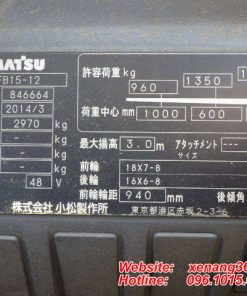 MATSU
FB15-12
846664
2014/3
2970 kg
kg
kg
kg
48 V
許容荷重 kg
960 1350
荷重中心 mm
1000 600
最大揚高 3.0 m アタッチメント
サイズ
前輪 18X7-8
後輪 16X6-8
前輪輪距 940 mm 後傾角
株式会社 小松製作所
東京都港区赤坂2-3-6
Website: xenang36
Hotline: 096.1015.